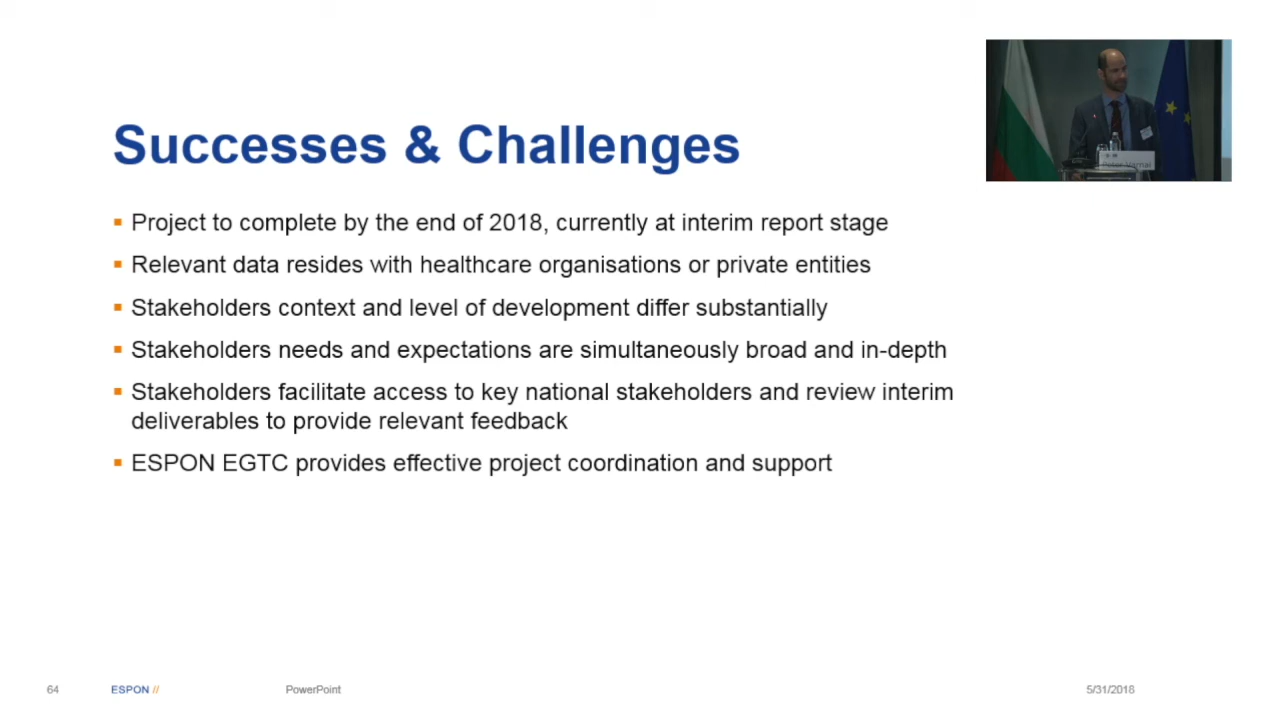 Successes & Challenges
Project to complete by the end of 2018, currently at interim report stage
Relevant data resides with healthcare organisations or private entities
Stakeholders context and level of development differ substantially
Stakeholders needs and expectations are simultaneously broad and in-depth
Stakeholders facilitate access to key national stakeholders and review interim
deliverables to provide relevant feedback
ESPON EGTC provides effective project coordination and support
64
ESPON //
PowerPoint
5/31/2018